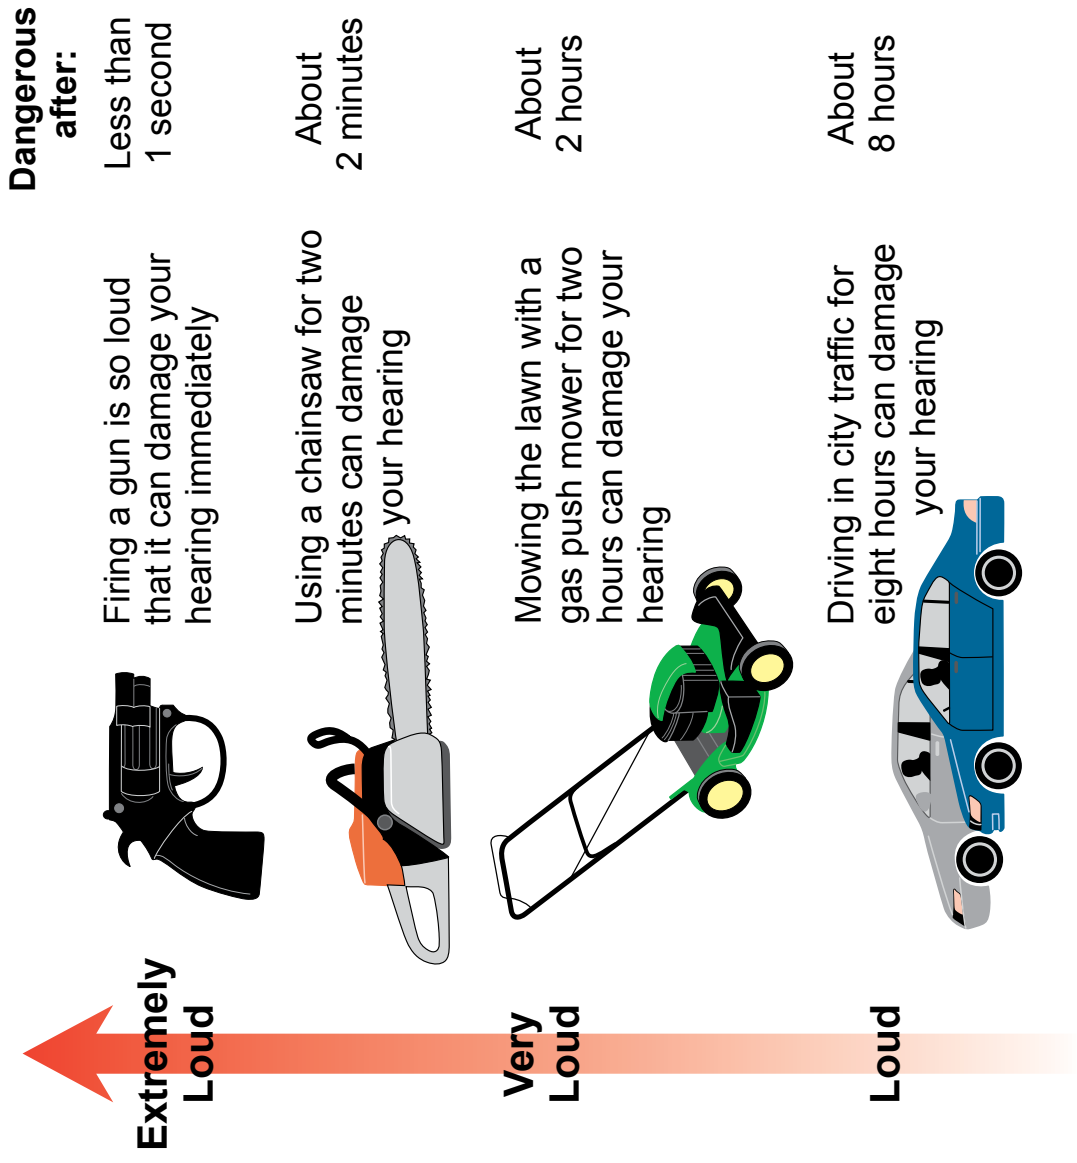 Dangerous
after:
Extremely
Loud
Firing a gun is so loud
that it can damage your
hearing immediately
Less than
1 second
Using a chainsaw for two
minutes can damage
your hearing
About
2 minutes
Very
Loud
Mowing the lawn with a
gas push mower for two
hours can damage your
hearing
About
2 hours
Loud
Driving in city traffic for
eight hours can damage
your hearing
About
8 hours